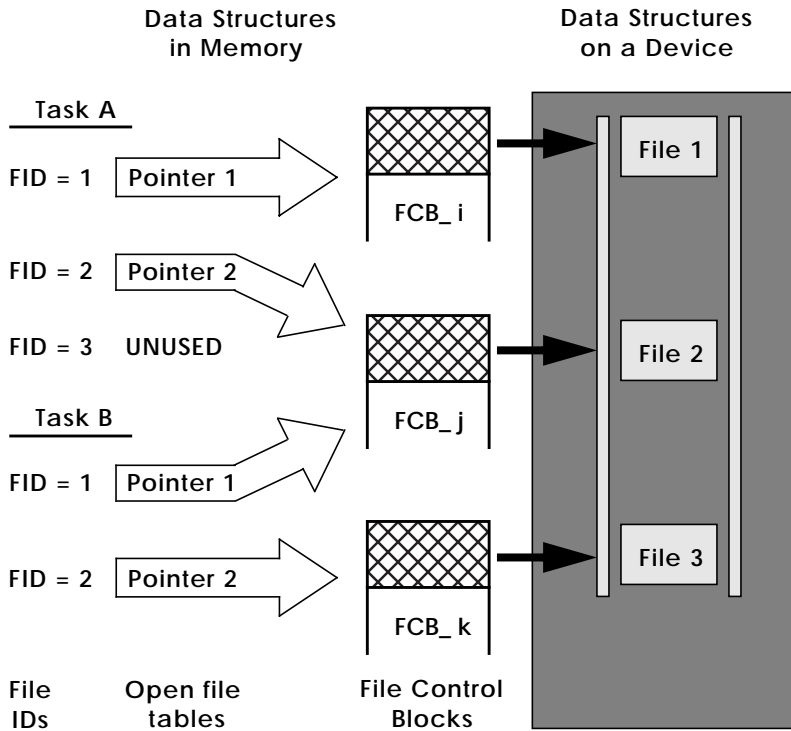 Data Structures
in Memory
Data Structures
on a Device
Task A
FID = 1
Pointer 1
FCB_ i
File 1
FID = 2
Pointer 2
FID = 3
UNUSED
FCB_ j
File 2
Task B
FID = 1
Pointer 1
FID = 2
Pointer 2
FCB_ k
File 3
File
IDs
Open file
tables
File Control
Blocks